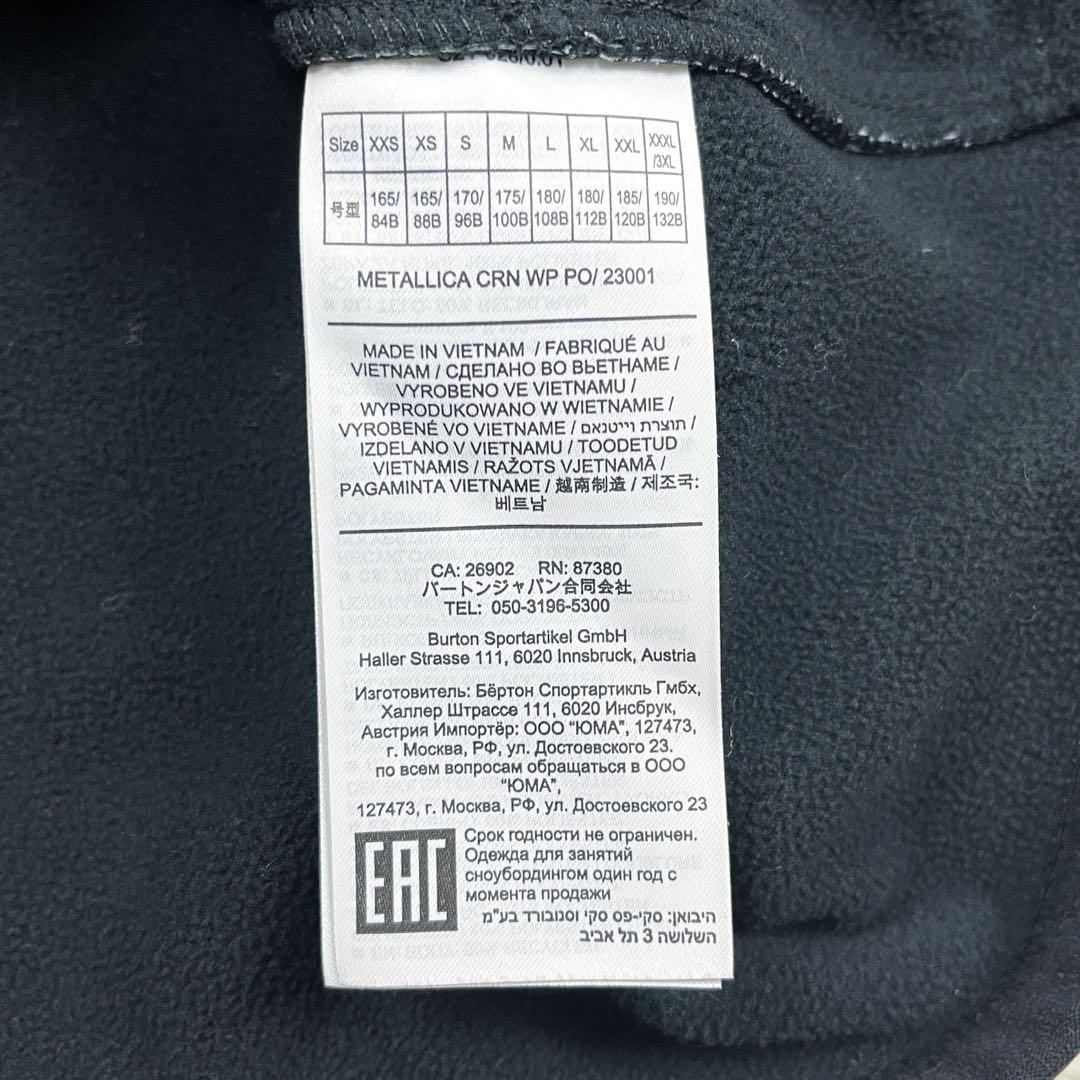 Size XXS XS S M L XL XXL XXXL/3XL
号型 165/84B 165/88B 170/96B 175/100B 180/108B 180/112B 185/120B 190/132B
METALLICA CRN WP PO/ 23001
MADE IN VIETNAM / FABRIQUÉ AU
VIETNAM / СДЕЛАНО ВО ВЬЕТНАМЕ /
VYROBENO VE VIETNAMU /
WYPRODUKOWANO W WIETNAMIE /
VYROBENÉ VO VIETNAME / תוצרת וייטנאם /
IZDELANO V VIETNAMU / TOODETUD
VIETNAMIS / RAŽOTS VJETNAMĀ /
PAGAMINTA VIETNAME / 越南制造 / 제조국:
베트남
CA: 26902 RN: 87380
バートンジャパン合同会社
TEL: 050-3196-5300
Burton Sportartikel GmbH
Haller Strasse 111, 6020 Innsbruck, Austria
Изготовитель: Бёртон Спортартикль Гмбх,
Халлер Штрассе 111, 6020 Инсбрук,
Австрия Импортёр: ООО "ЮМА", 127473,
г. Москва, РФ, ул. Достоевского 23.
по всем вопросам обращаться в ООО
"ЮМА",
127473, г. Москва, РФ, ул. Достоевского 23
EAC
Срок годности не ограничен.
Одежда для занятий
сноубордингом один год с
момента продажи
היבואן: סקי-פס סקי וסנובורד בע"מ
השלושה 3 תל אביב